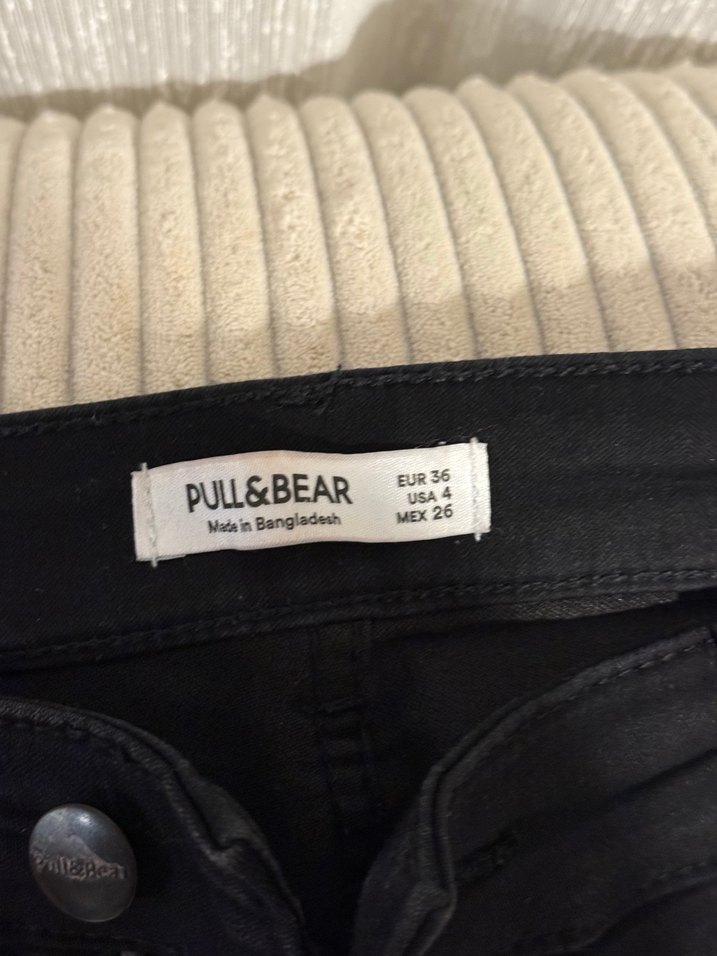 PULL&BEAR
Made in Bangladesh
EUR 36
USA 4
MEX 26
Pull&Bear